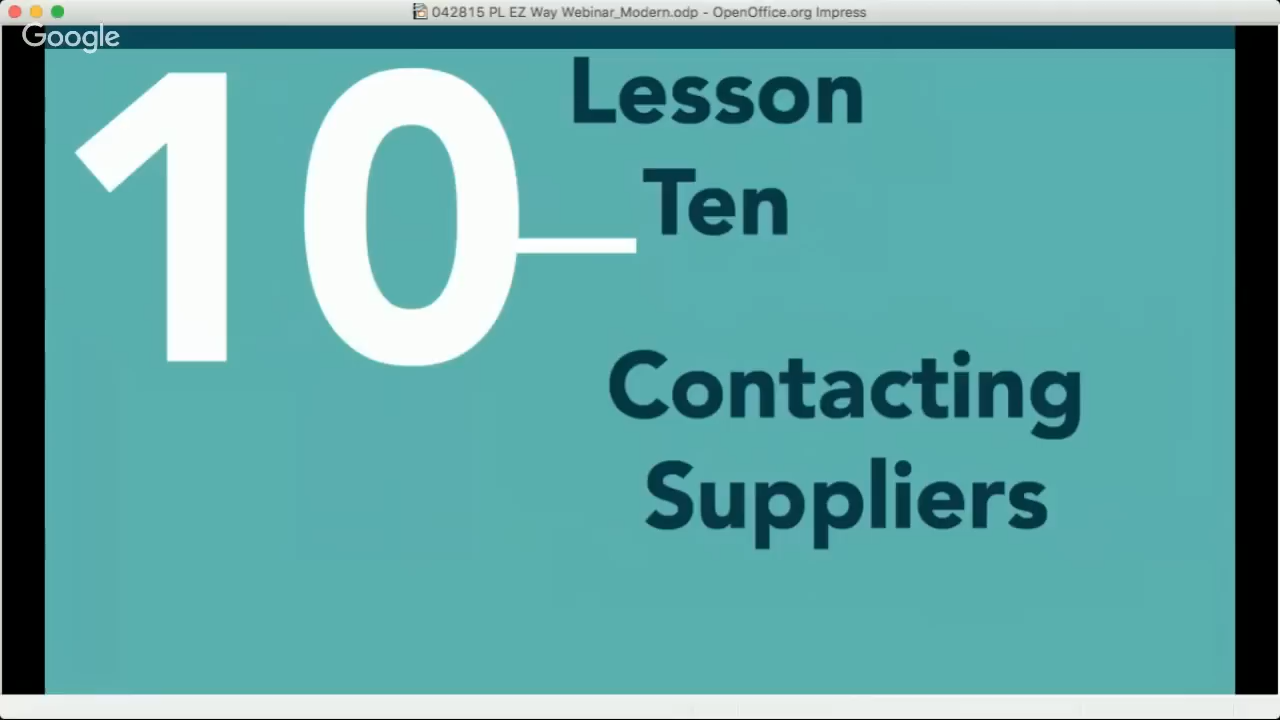 042815 PL EZ Way Webinar_Modern.odp - OpenOffice.org Impress
Google
10
Lesson
Ten
Contacting
Suppliers